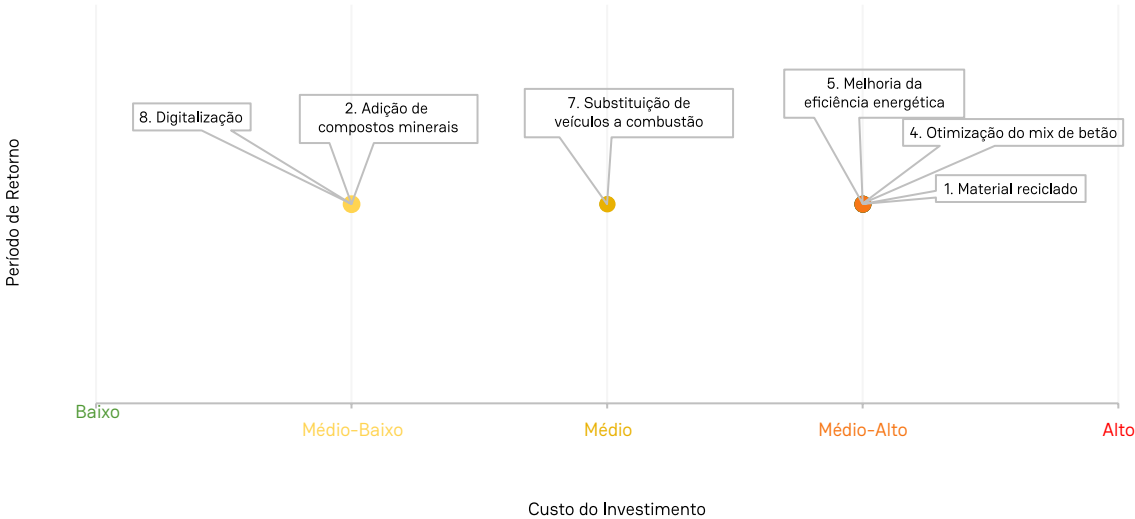 5. Melhoria da
eficiência energética
8. Digitalização
2. Adição de
compostos minerais
7. Substituição de
veículos a combustão
4. Otimização do mix de betão
1. Material reciclado
Período de Retorno
Baixo
Médio-Baixo
Médio
Médio-Alto
Alto
Custo do Investimento